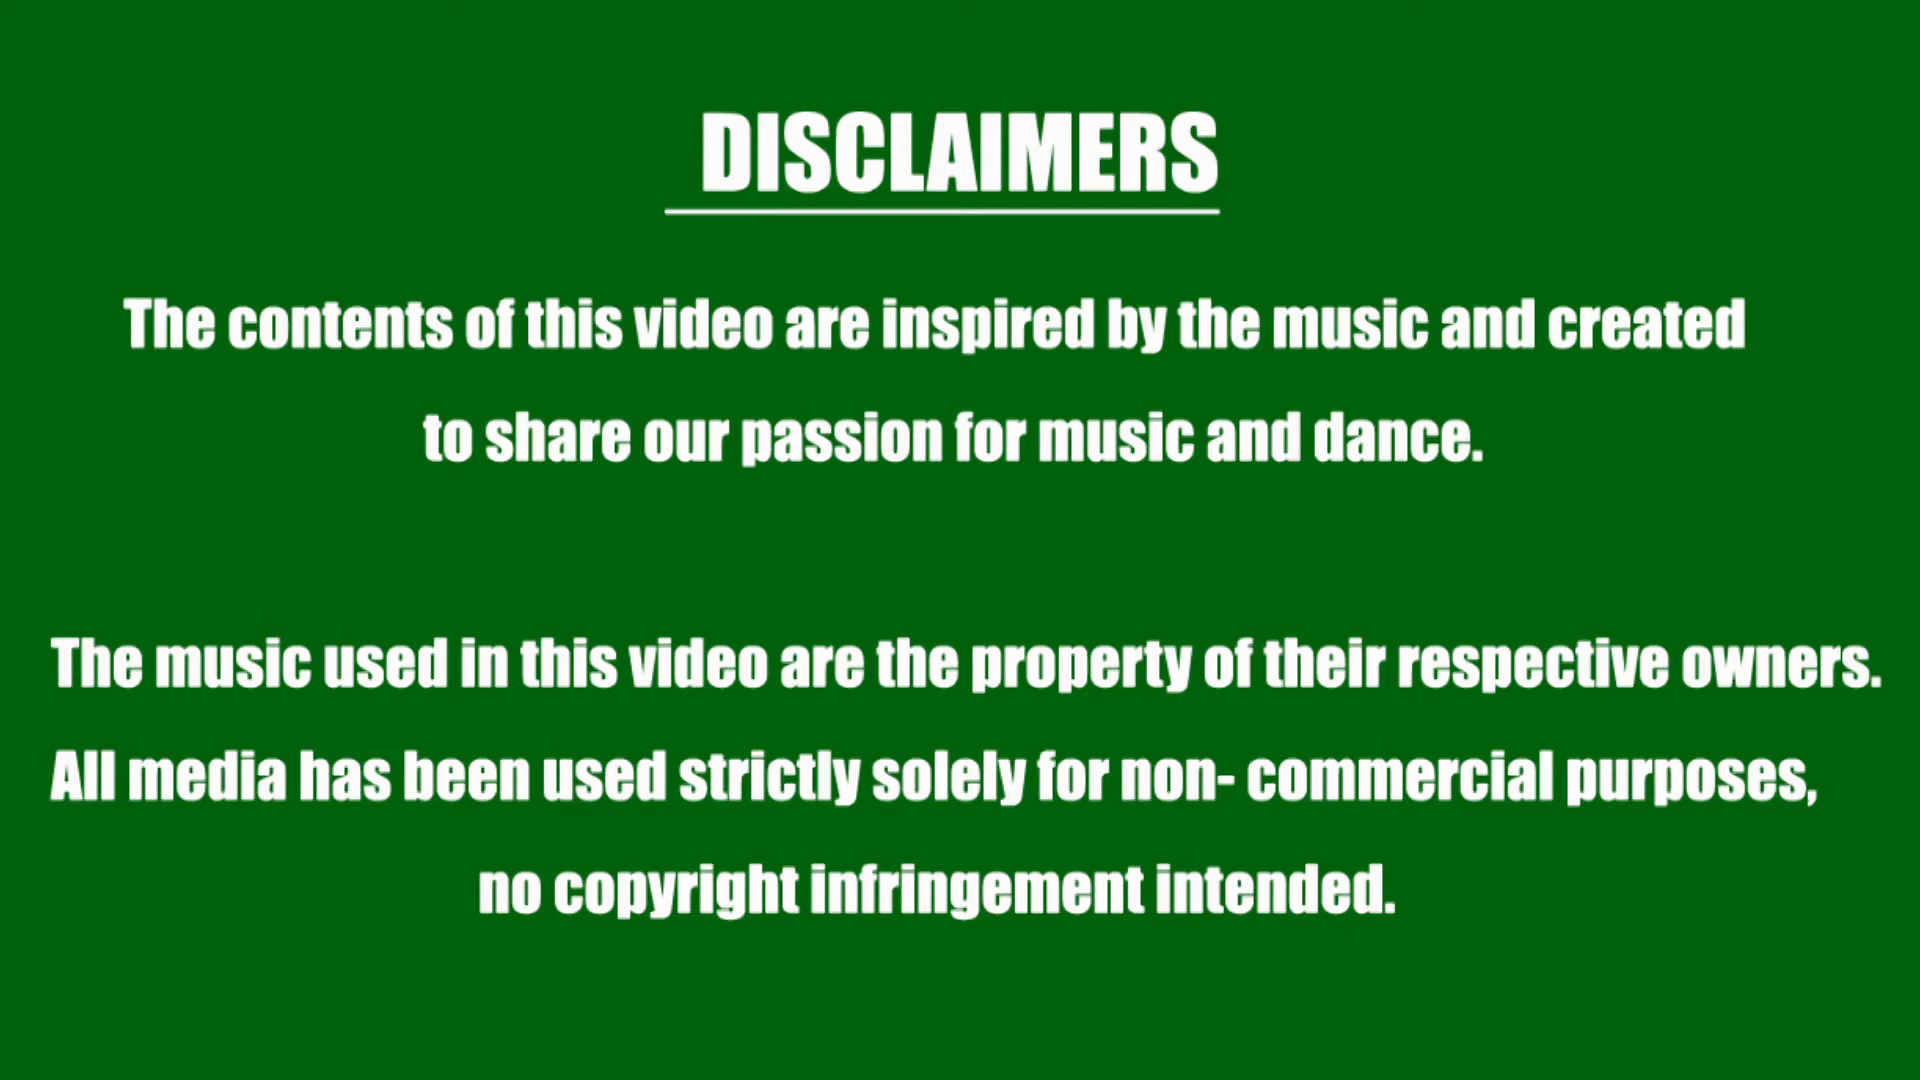 DISCLAIMERS
The contents of this video are inspired by the music and created
to share our passion for music and dance.
The music used in this video are the property of their respective owners.
All media has been used strictly solely for non- commercial purposes,
no copyright infringement intended.